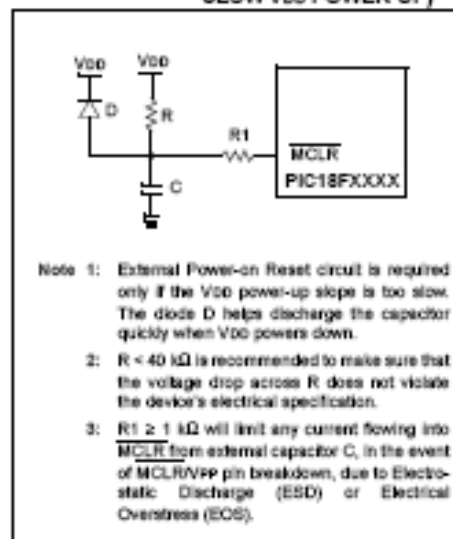 VDD VDD
D R
R1
MCLR
C PIC18FXXXX
Note 1: External Power-on Reset circuit is required
only if the VDD power-up slope is too slow.
The diode D helps discharge the capacitor
quickly when VDD powers down.
2: R < 40 kΩ is recommended to make sure that
the voltage drop across R does not violate
the device's electrical specification.
3: R1 ≥ 1 kΩ will limit any current flowing into
MCLR from external capacitor C, in the event
of MCLR/VPP pin breakdown, due to Electro-
static Discharge (ESD) or Electrical
Overstress (EOS).